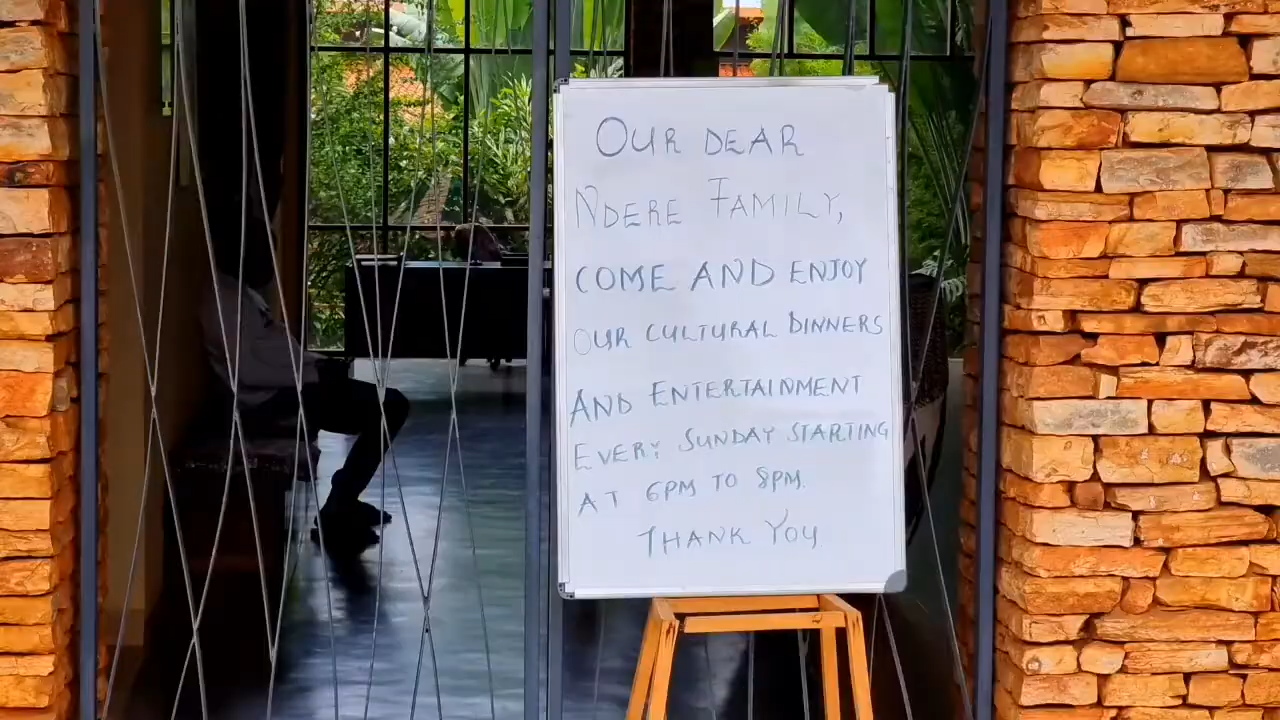 OUR DEAR
NDERE FAMILY,
COME AND ENJOY
OUR CULTURAL DINNERS
AND ENTERTAINMENT
EVERY SUNDAY STARTING
AT 6PM TO 8PM.
THANK YOU